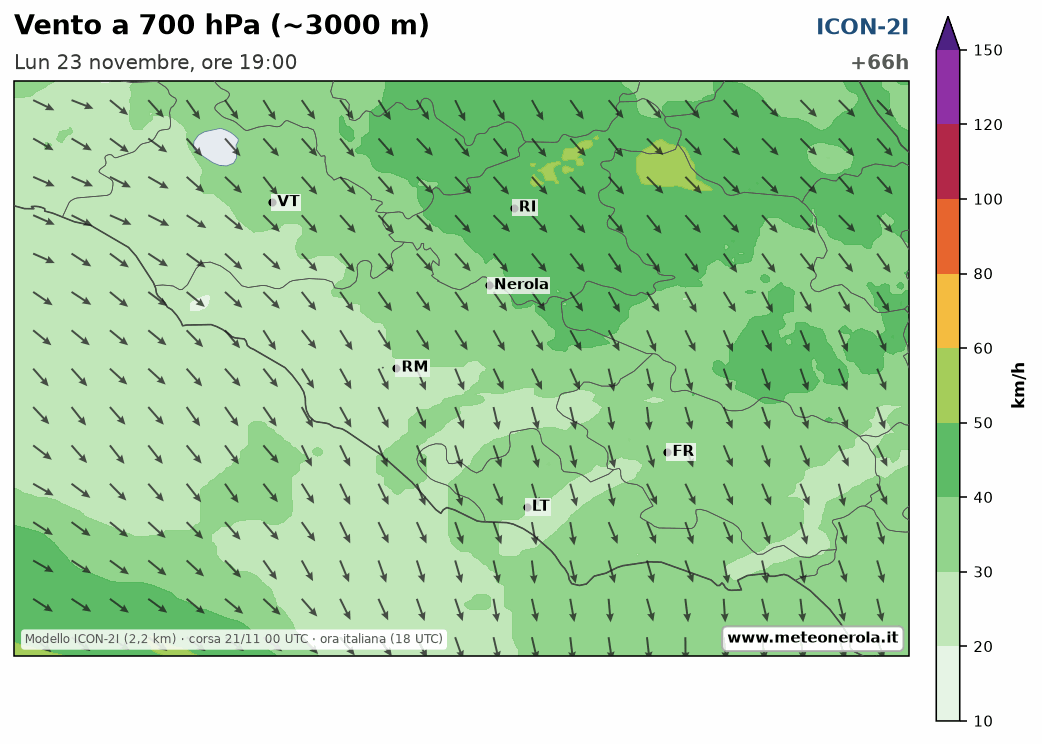 Vento a 700 hPa (~3000 m)
ICON-2I
Lun 23 novembre, ore 19:00
+66h
150
120
100
80
60
50
40
30
20
10
km/h
VT
RI
Nerola
RM
FR
LT
Modello ICON-2I (2,2 km) · corsa 21/11 00 UTC · ora italiana (18 UTC)
www.meteonerola.it